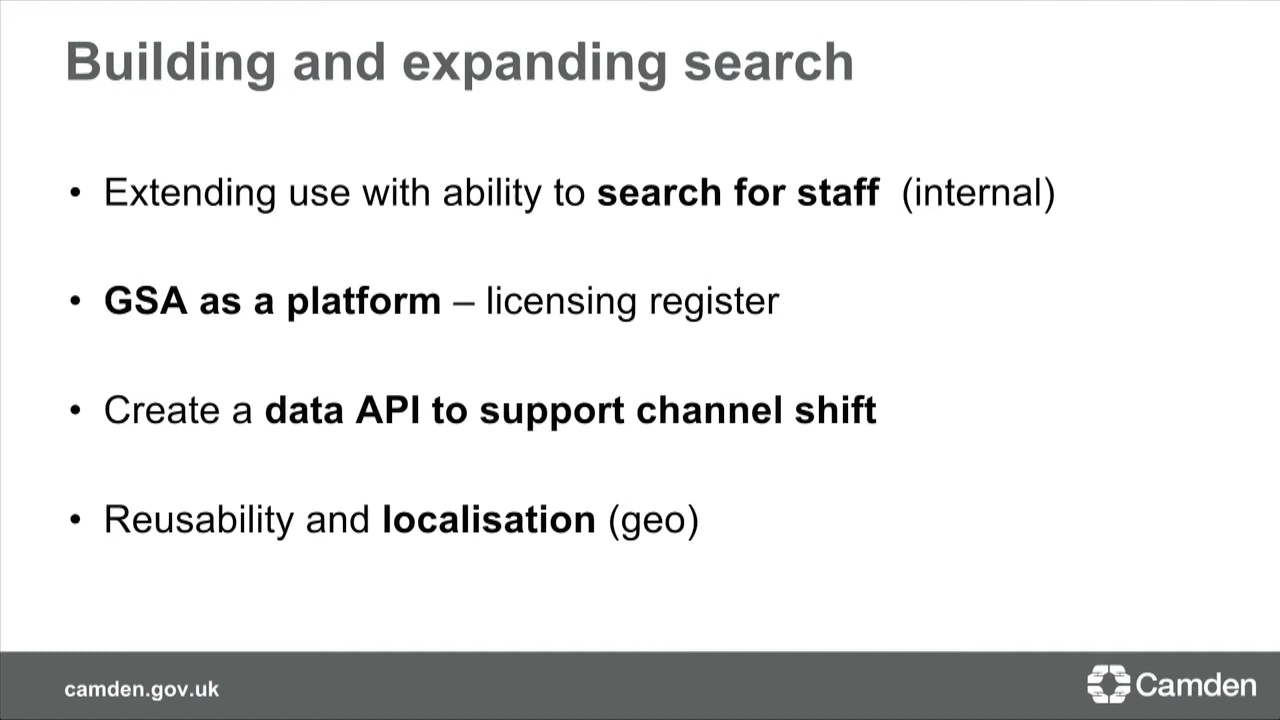 Building and expanding search
• Extending use with ability to search for staff (internal)
• GSA as a platform – licensing register
• Create a data API to support channel shift
• Reusability and localisation (geo)
camden.gov.uk
Camden